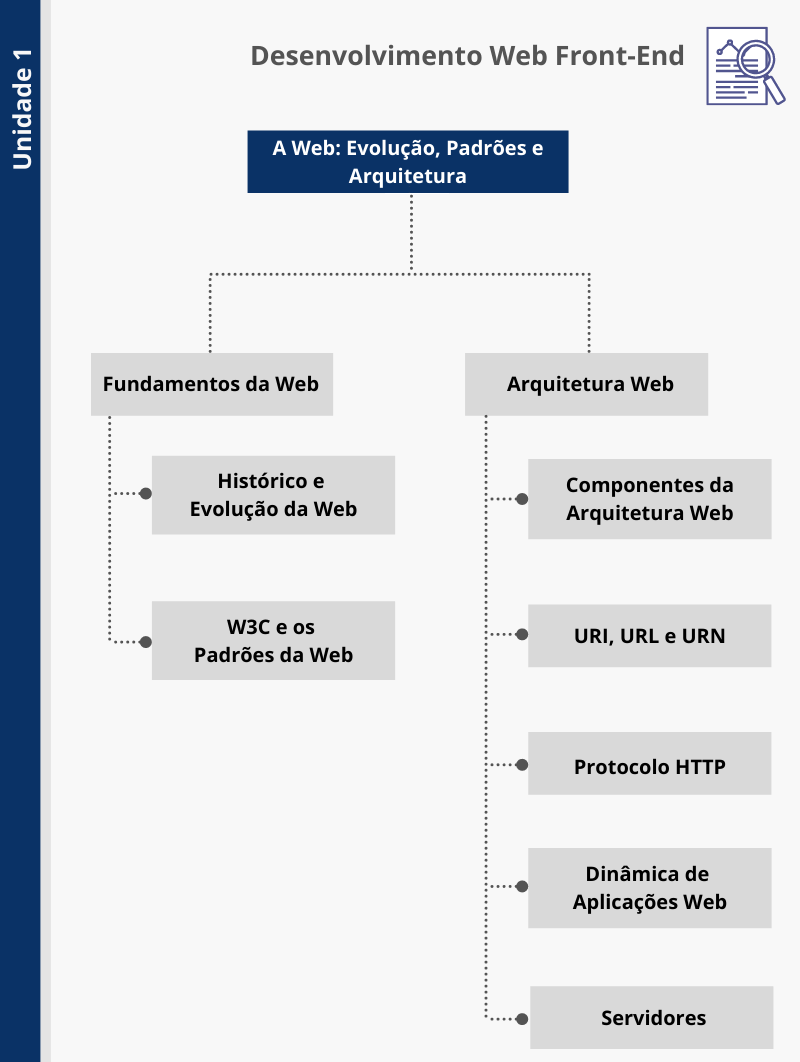 Unidade 1
Desenvolvimento Web Front-End
A Web: Evolução, Padrões e
Arquitetura
Fundamentos da Web
Histórico e
Evolução da Web
W3C e os
Padrões da Web
Arquitetura Web
Componentes da
Arquitetura Web
URI, URL e URN
Protocolo HTTP
Dinâmica de
Aplicações Web
Servidores